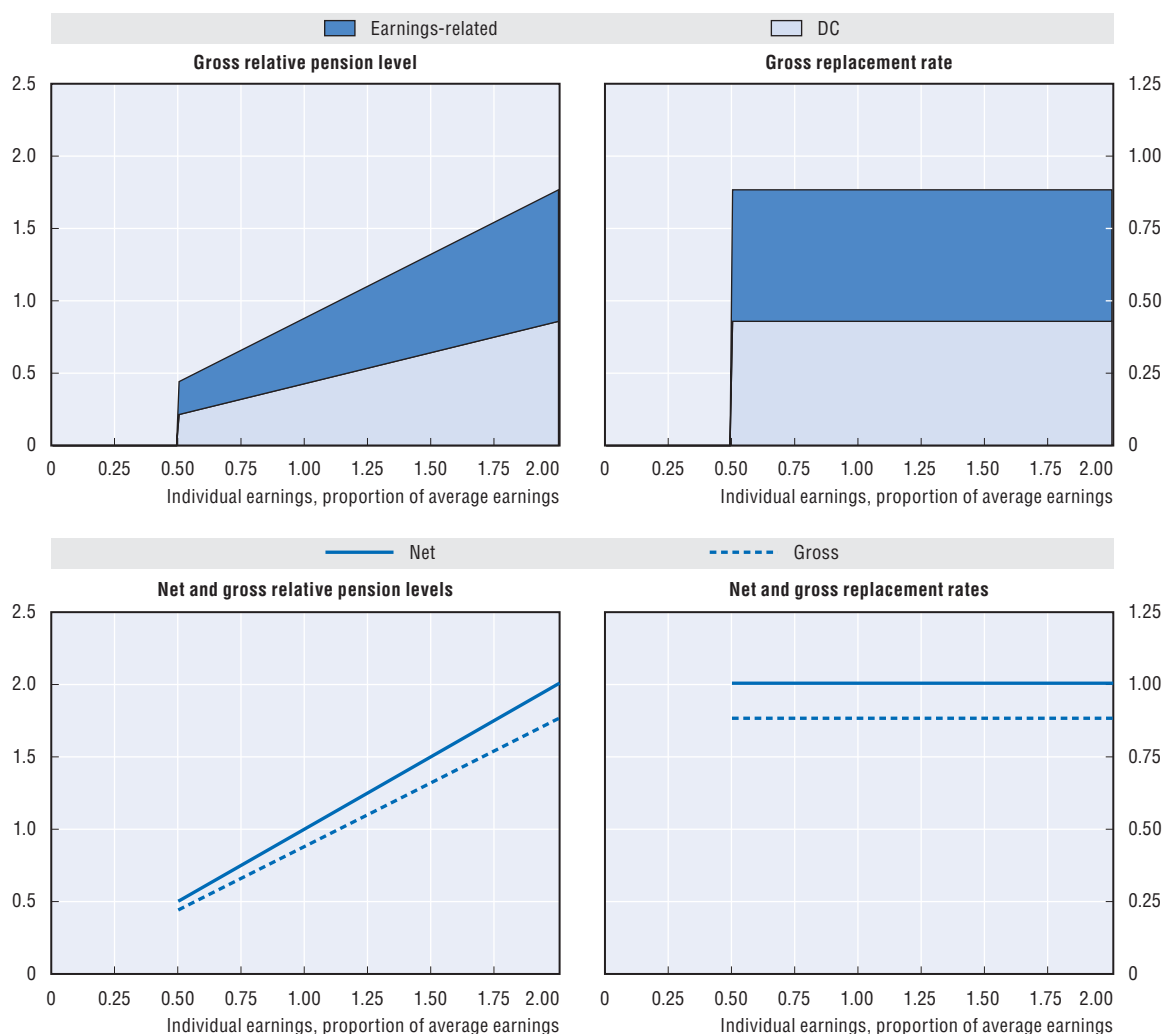 Earnings-related DC
Gross relative pension level Gross replacement rate
2.5 1.25
2.0 1.00
1.5 0.75
1.0 0.50
0.5 0.25
0 0
0 0.25 0.50 0.75 1.00 1.25 1.50 1.75 2.00 0 0.25 0.50 0.75 1.00 1.25 1.50 1.75 2.00
Individual earnings, proportion of average earnings Individual earnings, proportion of average earnings
Net Gross
Net and gross relative pension levels Net and gross replacement rates
2.5 1.25
2.0 1.00
1.5 0.75
1.0 0.50
0.5 0.25
0 0
0 0.25 0.50 0.75 1.00 1.25 1.50 1.75 2.00 0 0.25 0.50 0.75 1.00 1.25 1.50 1.75 2.00
Individual earnings, proportion of average earnings Individual earnings, proportion of average earnings